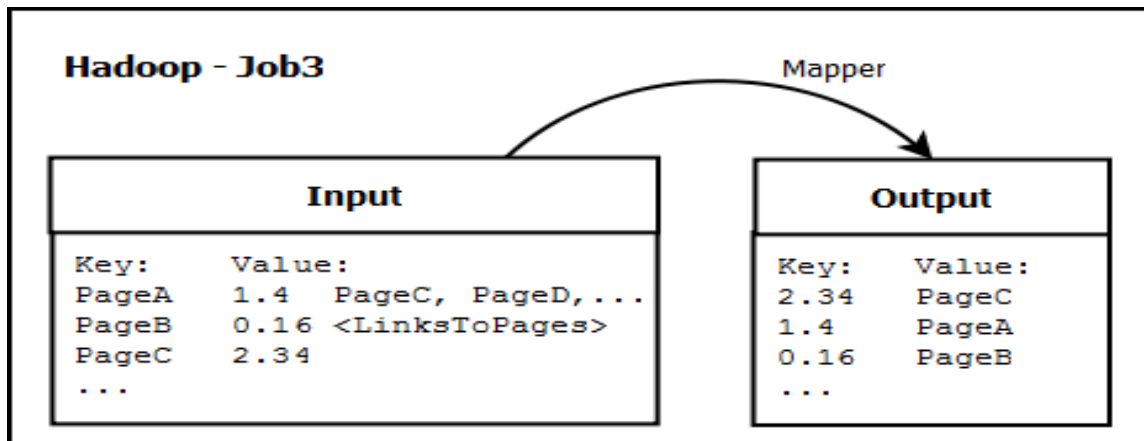 Hadoop - Job3
Mapper
Input
Key: Value:
PageA 1.4 PageC, PageD,...
PageB 0.16 <LinksToPages>
PageC 2.34
...
Output
Key: Value:
2.34 PageC
1.4 PageA
0.16 PageB
...